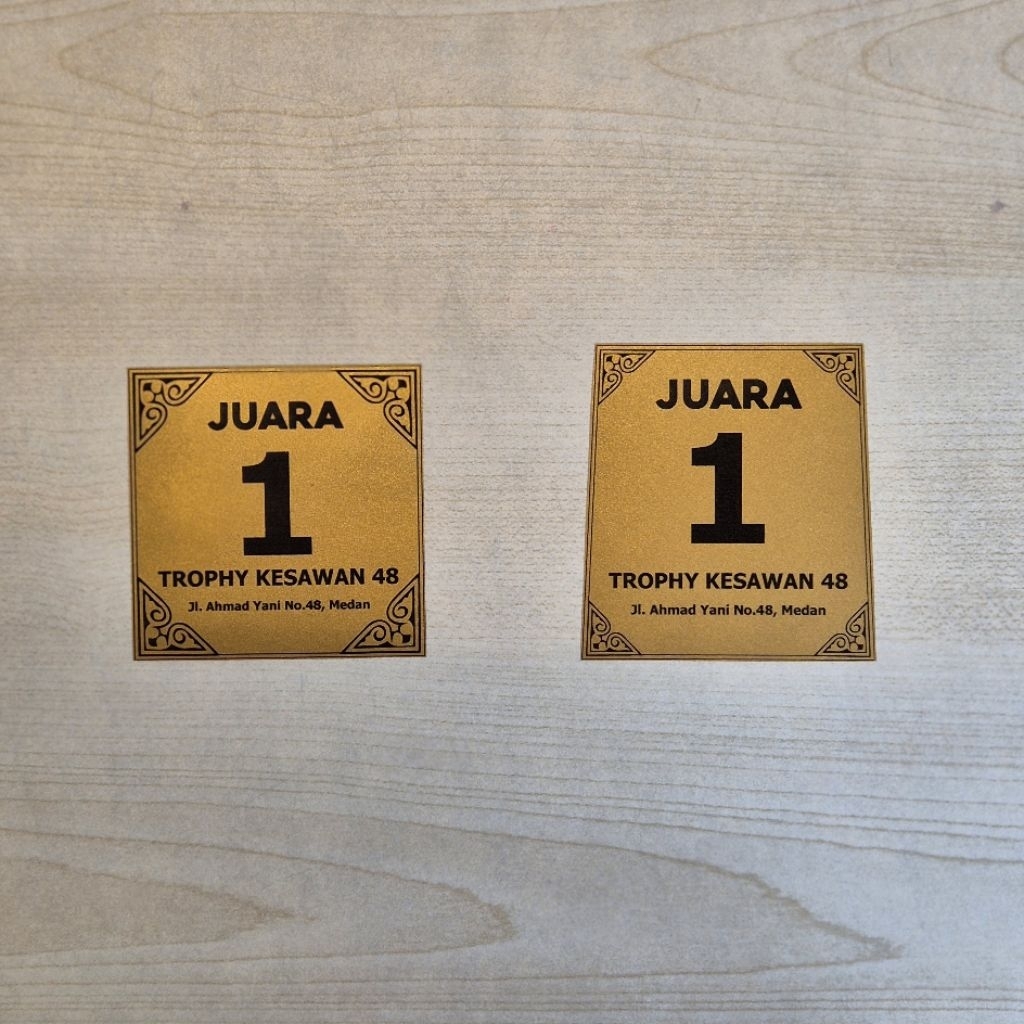 JUARA
1
TROPHY KESAWAN 48
Jl. Ahmad Yani No.48, Medan
JUARA
1
TROPHY KESAWAN 48
Jl. Ahmad Yani No.48, Medan